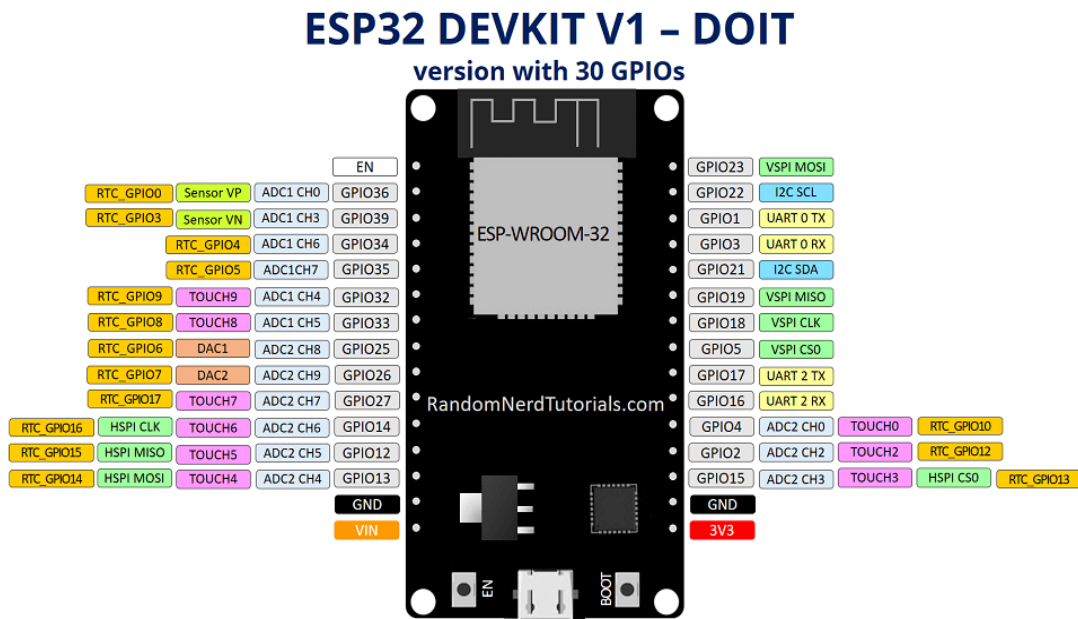 ESP32 DEVKIT V1 – DOIT
version with 30 GPIOs
EN GPIO23 VSPI MOSI
RTC_GPIO0 Sensor VP ADC1 CH0 GPIO36 GPIO22 I2C SCL
RTC_GPIO3 Sensor VN ADC1 CH3 GPIO39 GPIO1 UART 0 TX
RTC_GPIO4 ADC1 CH6 GPIO34 ESP-WROOM-32 GPIO3 UART 0 RX
RTC_GPIO5 ADC1CH7 GPIO35 GPIO21 I2C SDA
RTC_GPIO9 TOUCH9 ADC1 CH4 GPIO32 GPIO19 VSPI MISO
RTC_GPIO8 TOUCH8 ADC1 CH5 GPIO33 GPIO18 VSPI CLK
RTC_GPIO6 DAC1 ADC2 CH8 GPIO25 GPIO5 VSPI CS0
RTC_GPIO7 DAC2 ADC2 CH9 GPIO26 GPIO17 UART 2 TX
RTC_GPIO17 TOUCH7 ADC2 CH7 GPIO27 RandomNerdTutorials.com GPIO16 UART 2 RX
RTC_GPIO16 HSPI CLK TOUCH6 ADC2 CH6 GPIO14 GPIO4 ADC2 CH0 TOUCH0 RTC_GPIO10
RTC_GPIO15 HSPI MISO TOUCH5 ADC2 CH5 GPIO12 GPIO2 ADC2 CH2 TOUCH2 RTC_GPIO12
RTC_GPIO14 HSPI MOSI TOUCH4 ADC2 CH4 GPIO13 GPIO15 ADC2 CH3 TOUCH3 HSPI CS0 RTC_GPIO13
GND GND
VIN 3V3
EN BOOT